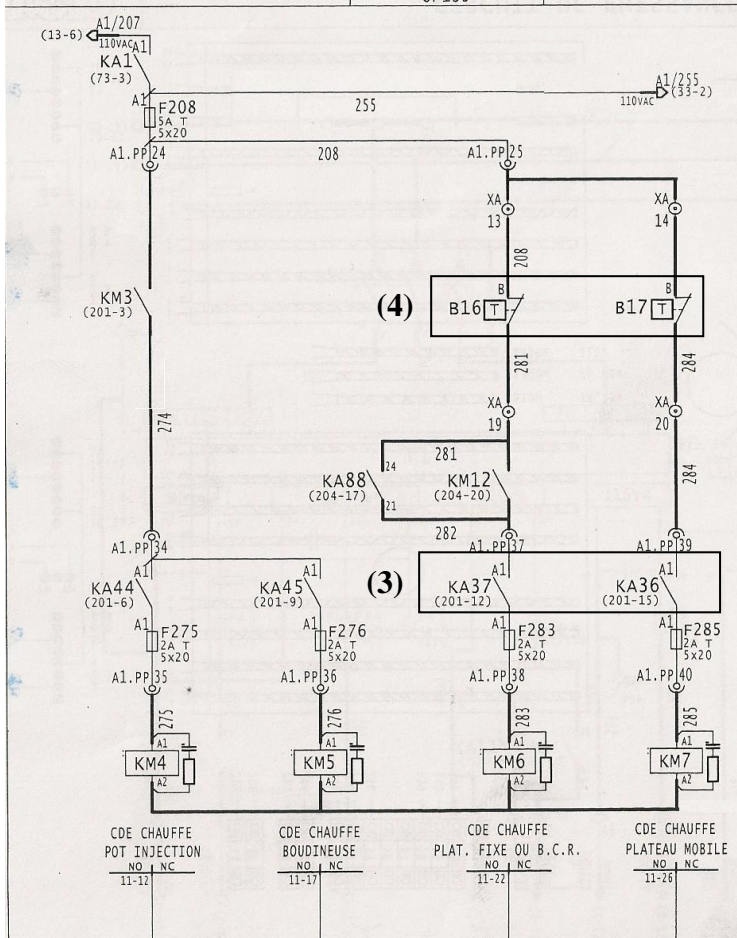 A1/207
(13-6)
110VAC
A1
KA1
(73-3)
A1/255
(33-2)
110VAC
255
A1
F208
5A T
5x20
A1.PP 24
208
A1.PP 25
XA
13
XA
14
208
KM3
(201-3)
(4)
B
B16
T
B
B17
T
281
284
274
XA
19
XA
20
281
284
24
KA88
(204-17)
21
KM12
(204-20)
282
A1.PP 34
A1.PP 37
A1.PP 39
(3)
A1
KA44
(201-6)
A1
KA45
(201-9)
A1
KA37
(201-12)
A1
KA36
(201-15)
A1
F275
2A T
5x20
A1
F276
2A T
5x20
A1
F283
2A T
5x20
A1
F285
2A T
5x20
A1.PP 35
A1.PP 36
A1.PP 38
A1.PP 40
275
276
283
285
A1
KM4
A2
A1
KM5
A2
A1
KM6
A2
A1
KM7
A2
CDE CHAUFFE
POT INJECTION
NO NC
11-12
CDE CHAUFFE
BOUDINEUSE
NO NC
11-17
CDE CHAUFFE
PLAT. FIXE OU B.C.R.
NO NC
11-22
CDE CHAUFFE
PLATEAU MOBILE
NO NC
11-26